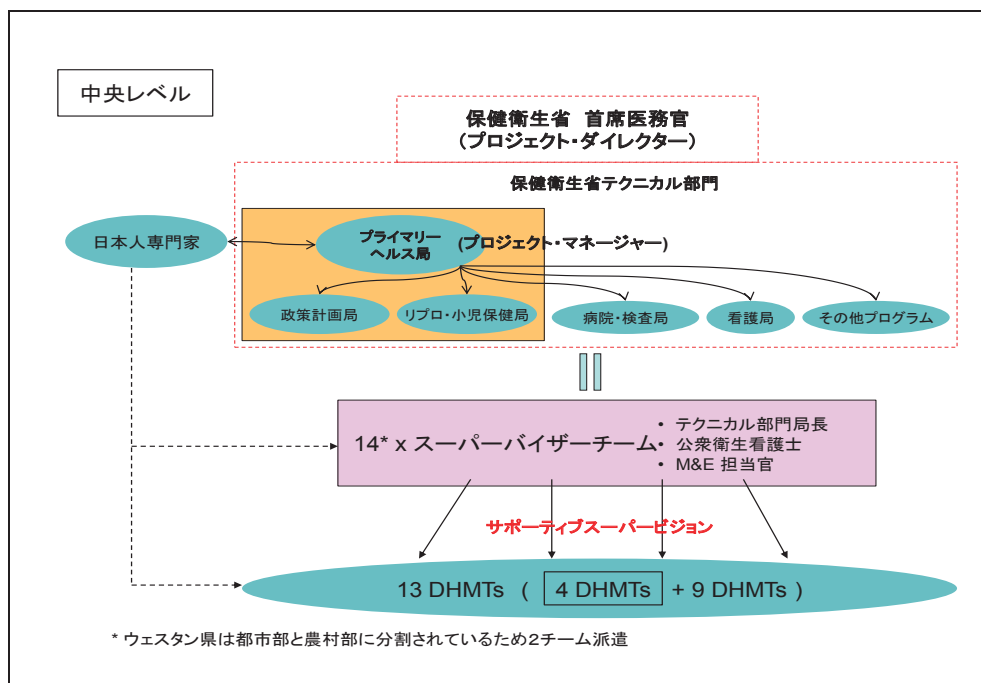 中央レベル
保健衛生省 首席医務官
(プロジェクト・ダイレクター)
保健衛生省テクニカル部門
日本人専門家
プライマリー
ヘルス局
(プロジェクト・マネージャー)
政策計画局
リプロ・小児保健局
病院・検査局
看護局
その他プログラム
14* x スーパーバイザーチーム
• テクニカル部門局長
• 公衆衛生看護士
• M&E 担当官
サポーティブスーパービジョン
13 DHMTs ( 4 DHMTs + 9 DHMTs )
* ウェスタン県は都市部と農村部に分割されているため2チーム派遣